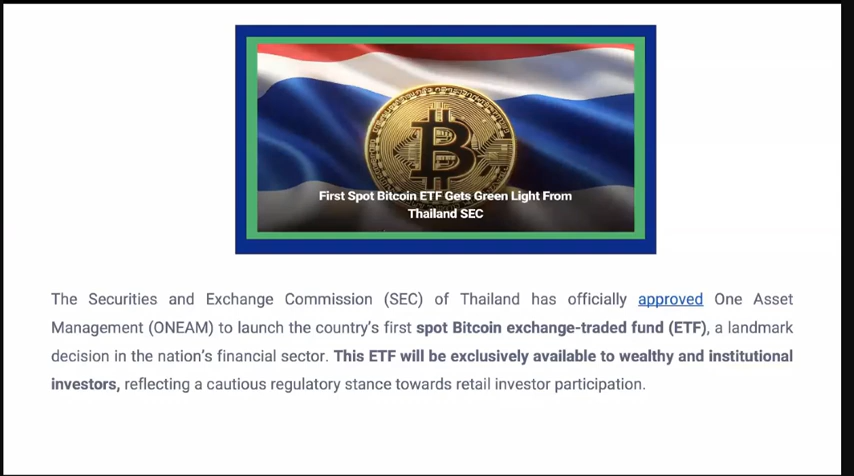 First Spot Bitcoin ETF Gets Green Light From
Thailand SEC
The Securities and Exchange Commission (SEC) of Thailand has officially approved One Asset
Management (ONEAM) to launch the country's first spot Bitcoin exchange-traded fund (ETF), a landmark
decision in the nation's financial sector. This ETF will be exclusively available to wealthy and institutional
investors, reflecting a cautious regulatory stance towards retail investor participation.